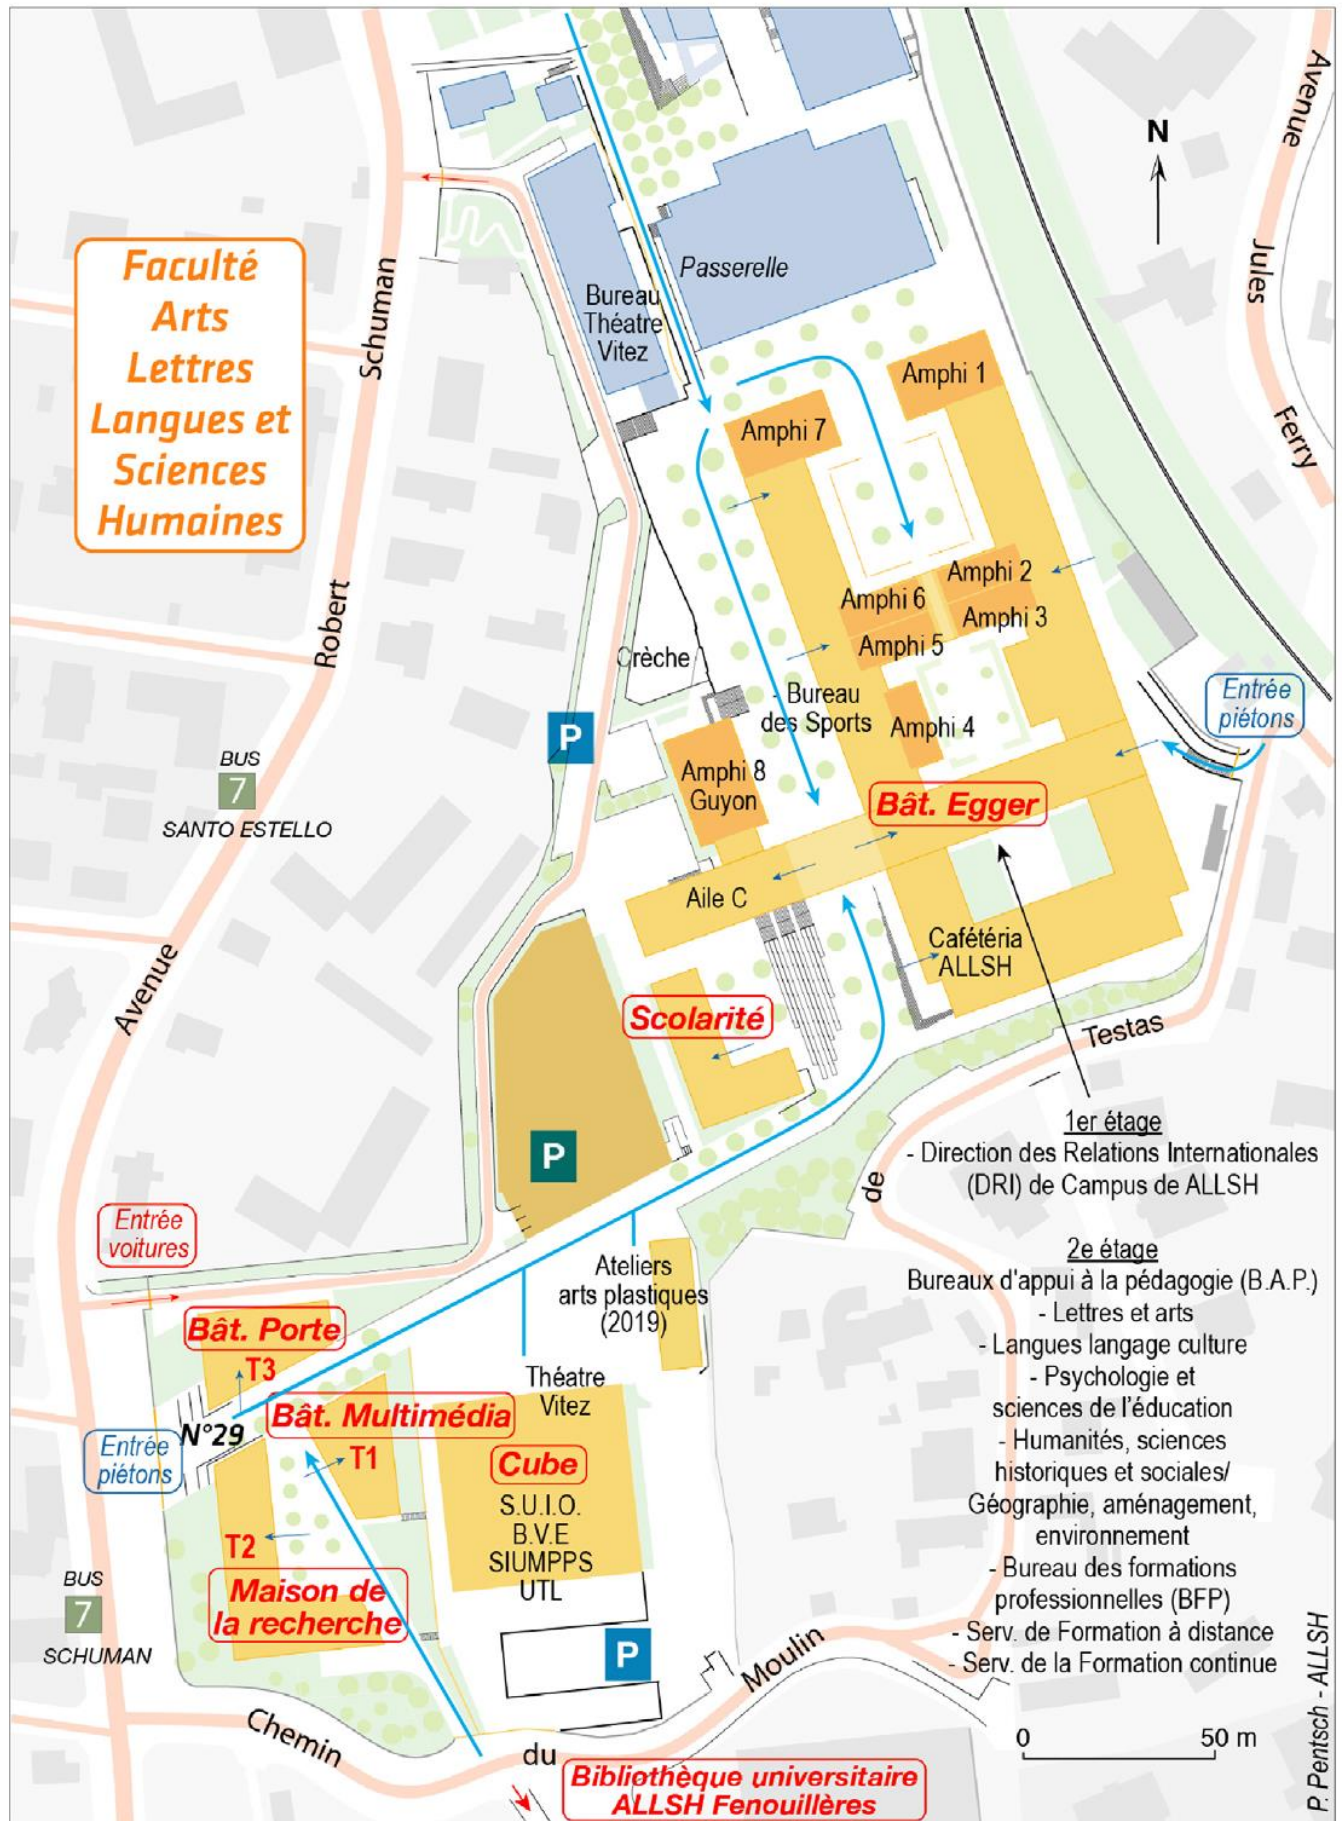 Faculté
Arts
Lettres
Langues et
Sciences
Humaines
N
Avenue
Jules
Ferry
Schuman
Robert
Avenue
Passerelle
Bureau
Théatre
Vitez
Amphi 1
Amphi 7
Amphi 2
Amphi 6
Amphi 3
Amphi 5
Crèche
- Bureau
des Sports
Amphi 4
Entrée
piétons
P
BUS
7
SANTO ESTELLO
Amphi 8
Guyon
Bât. Egger
Aile C
Cafétéria
ALLSH
Scolarité
Testas
de
P
1er étage
- Direction des Relations Internationales
(DRI) de Campus de ALLSH
2e étage
Bureaux d'appui à la pédagogie (B.A.P.)
- Lettres et arts
- Langues langage culture
- Psychologie et
sciences de l'éducation
- Humanités, sciences
historiques et sociales/
Géographie, aménagement,
environnement
- Bureau des formations
professionnelles (BFP)
- Serv. de Formation à distance
- Serv. de la Formation continue
Entrée
voitures
Ateliers
arts plastiques
(2019)
Bât. Porte
T3
Théatre
Vitez
Bât. Multimédia
N°29
Entrée
piétons
T1
Cube
S.U.I.O.
B.V.E
SIUMPPS
UTL
T2
Maison de
la recherche
BUS
7
SCHUMAN
P
Moulin
du
Chemin
0 50 m
Bibliothèque universitaire
ALLSH Fenouillères
P. Pentsch - ALLSH